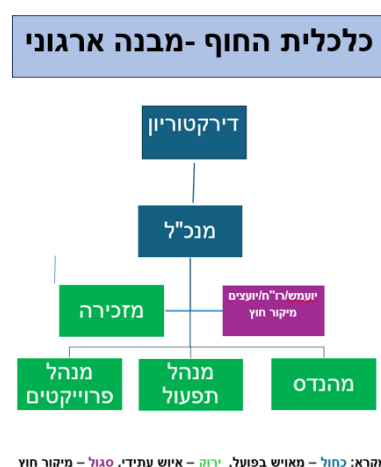 כלכלית החוף -מבנה ארגוני
דירקטוריון
מנכ"ל
יועמש/רו"ח/יועצים
מיקור חוץ
מזכירה
מהנדס
מנהל
תפעול
מנהל
פרוייקטים
מקרא: כחול – מאויש בפועל. ירוק – איוש עתידי. סגול – מיקור חוץ